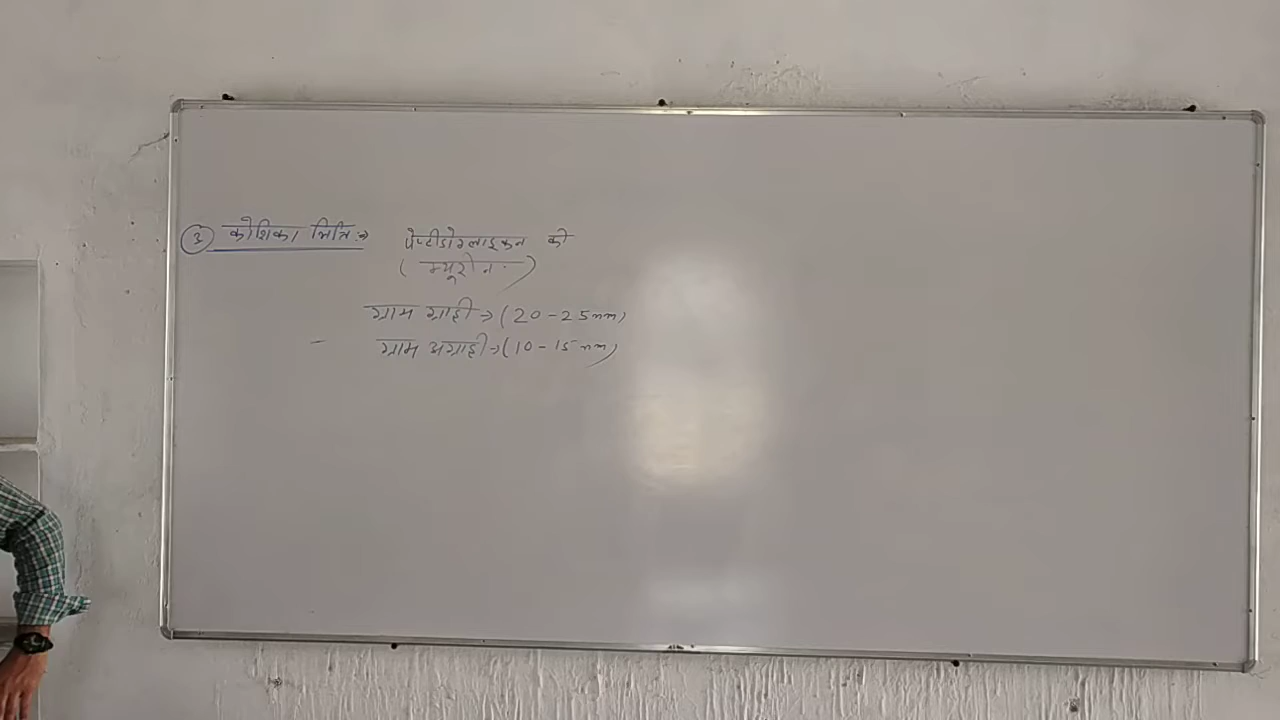 ③ कोशिका भित्ति :⇒ पेप्टीडोग्लाइकन की
( म्यूरीन )
ग्राम ग्राही ⇒ (20-25nm)
- ग्राम अग्राही ⇒ (10-15nm)